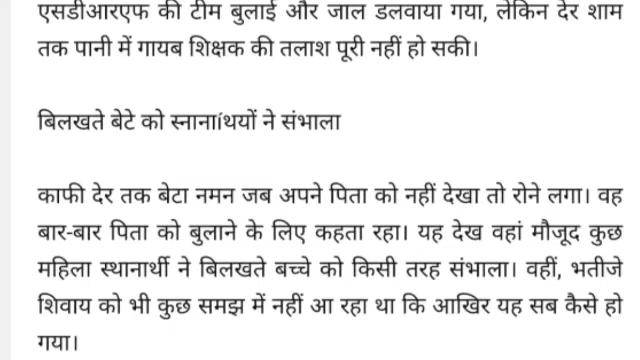 एसडीआरएफ की टीम बुलाई और जाल डलवाया गया, लेकिन देर शाम
तक पानी में गायब शिक्षक की तलाश पूरी नहीं हो सकी।
बिलखते बेटे को स्नानाíथयों ने संभाला
काफी देर तक बेटा नमन जब अपने पिता को नहीं देखा तो रोने लगा। वह
बार-बार पिता को बुलाने के लिए कहता रहा। यह देख वहां मौजूद कुछ
महिला स्थानार्थी ने बिलखते बच्चे को किसी तरह संभाला। वहीं, भतीजे
शिवाय को भी कुछ समझ में नहीं आ रहा था कि आखिर यह सब कैसे हो
गया।